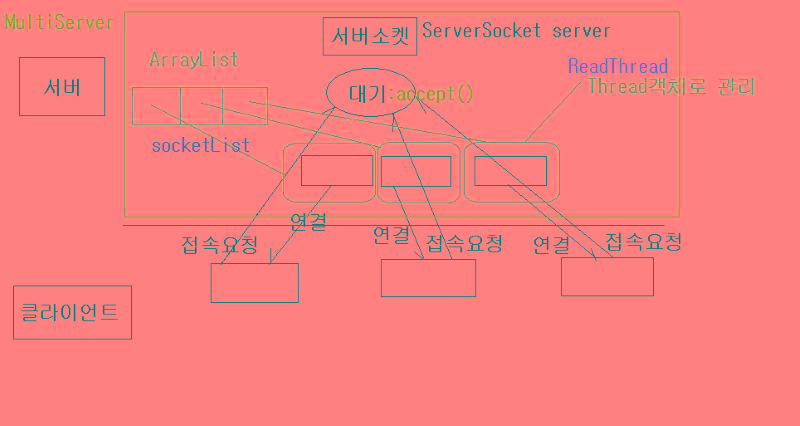 MultiServer
서버소켓 ServerSocket server
ArrayList
ReadThread
서버
대기:accept()
Thread객체로 관리
socketList
연결
연결
접속요청
접속요청
연결
접속요청
클라이언트